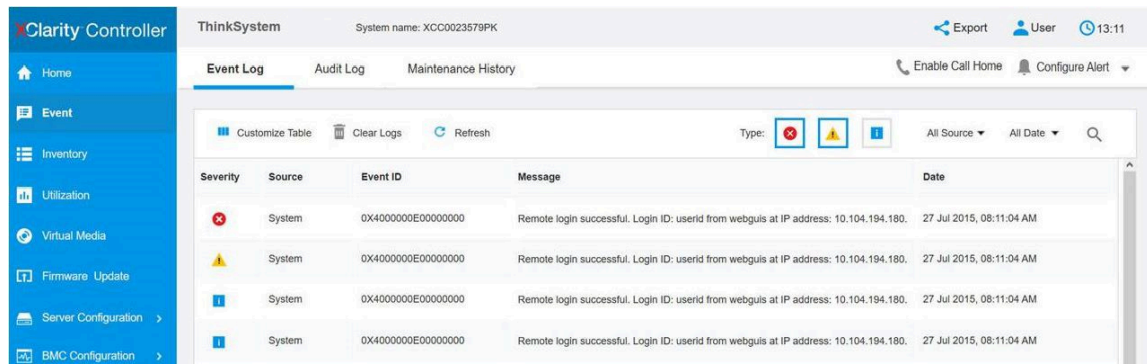 XClarity Controller
ThinkSystem System name: XCC0023579PK Export User 13:11
Home
Event Log Audit Log Maintenance History Enable Call Home Configure Alert
Event
Customize Table Clear Logs Refresh Type: All Source All Date
Inventory
Severity Source Event ID Message Date
Utilization
System 0X4000000E00000000 Remote login successful. Login ID: userid from webguis at IP address: 10.104.194.180. 27 Jul 2015, 08:11:04 AM
Virtual Media
System 0X4000000E00000000 Remote login successful. Login ID: userid from webguis at IP address: 10.104.194.180. 27 Jul 2015, 08:11:04 AM
Firmware Update
System 0X4000000E00000000 Remote login successful. Login ID: userid from webguis at IP address: 10.104.194.180. 27 Jul 2015, 08:11:04 AM
Server Configuration
System 0X4000000E00000000 Remote login successful. Login ID: userid from webguis at IP address: 10.104.194.180. 27 Jul 2015, 08:11:04 AM
BMC Configuration